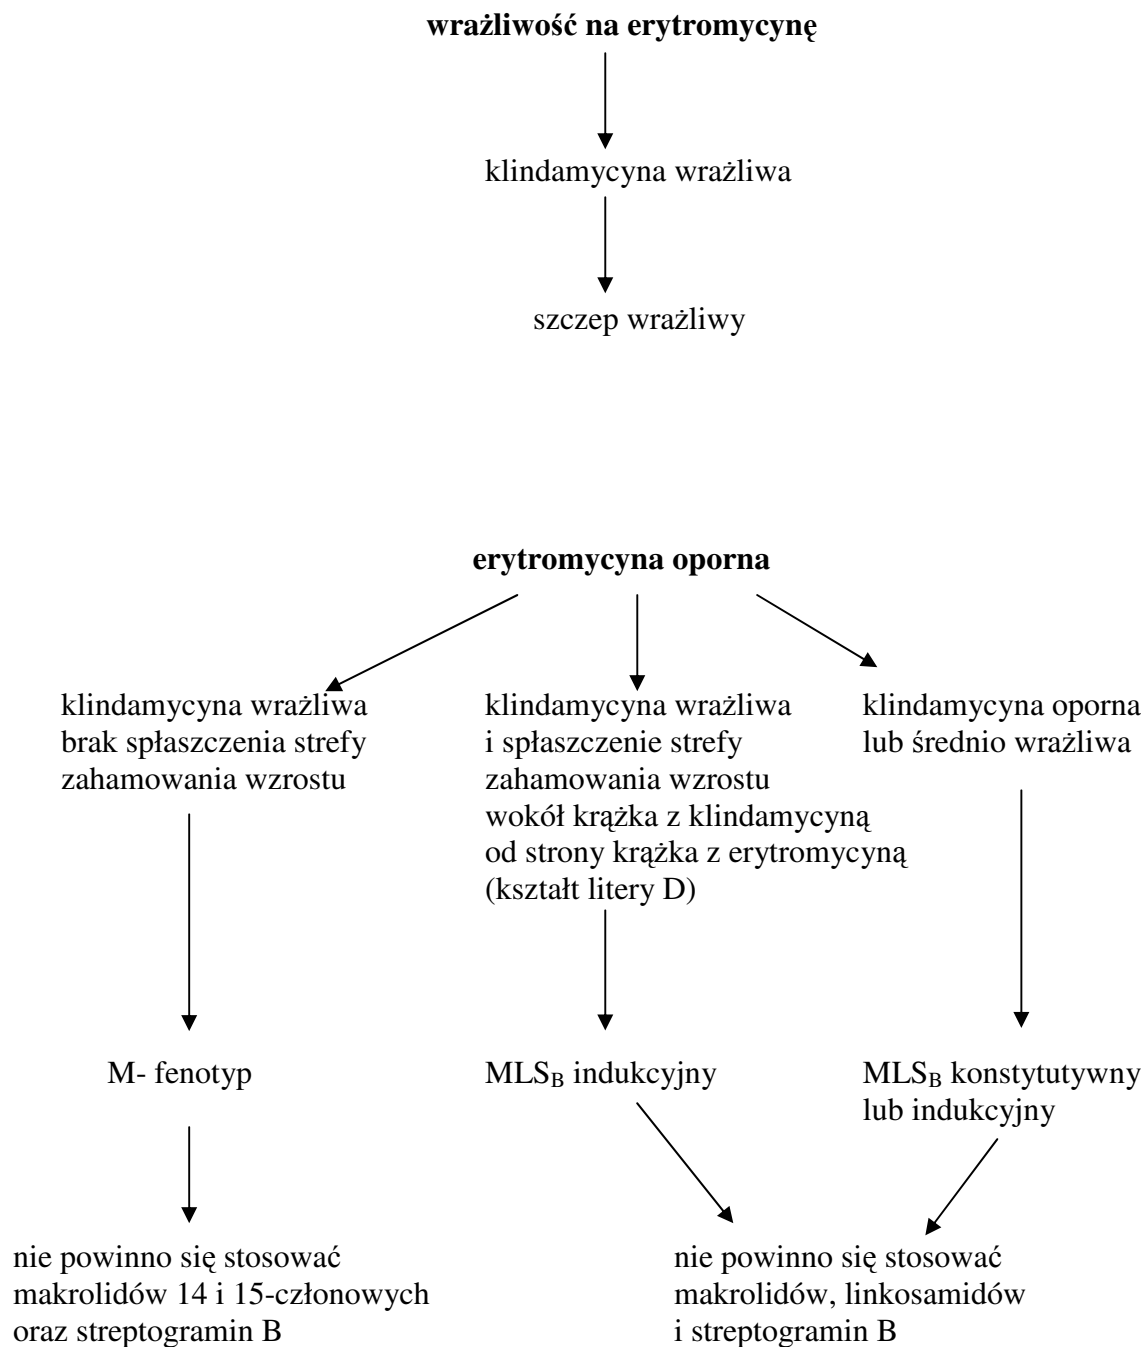 wrażliwość na erytromycynę
klindamycyna wrażliwa
szczep wrażliwy
erytromycyna oporna
klindamycyna wrażliwa
brak spłaszczenia strefy
zahamowania wzrostu
klindamycyna wrażliwa
i spłaszczenie strefy
zahamowania wzrostu
wokół krążka z klindamycyną
od strony krążka z erytromycyną
(kształt litery D)
klindamycyna oporna
lub średnio wrażliwa
M- fenotyp
MLSB indukcyjny
MLSB konstytutywny
lub indukcyjny
nie powinno się stosować
makrolidów 14 i 15-członowych
oraz streptogramin B
nie powinno się stosować
makrolidów, linkosamidów
i streptogramin B